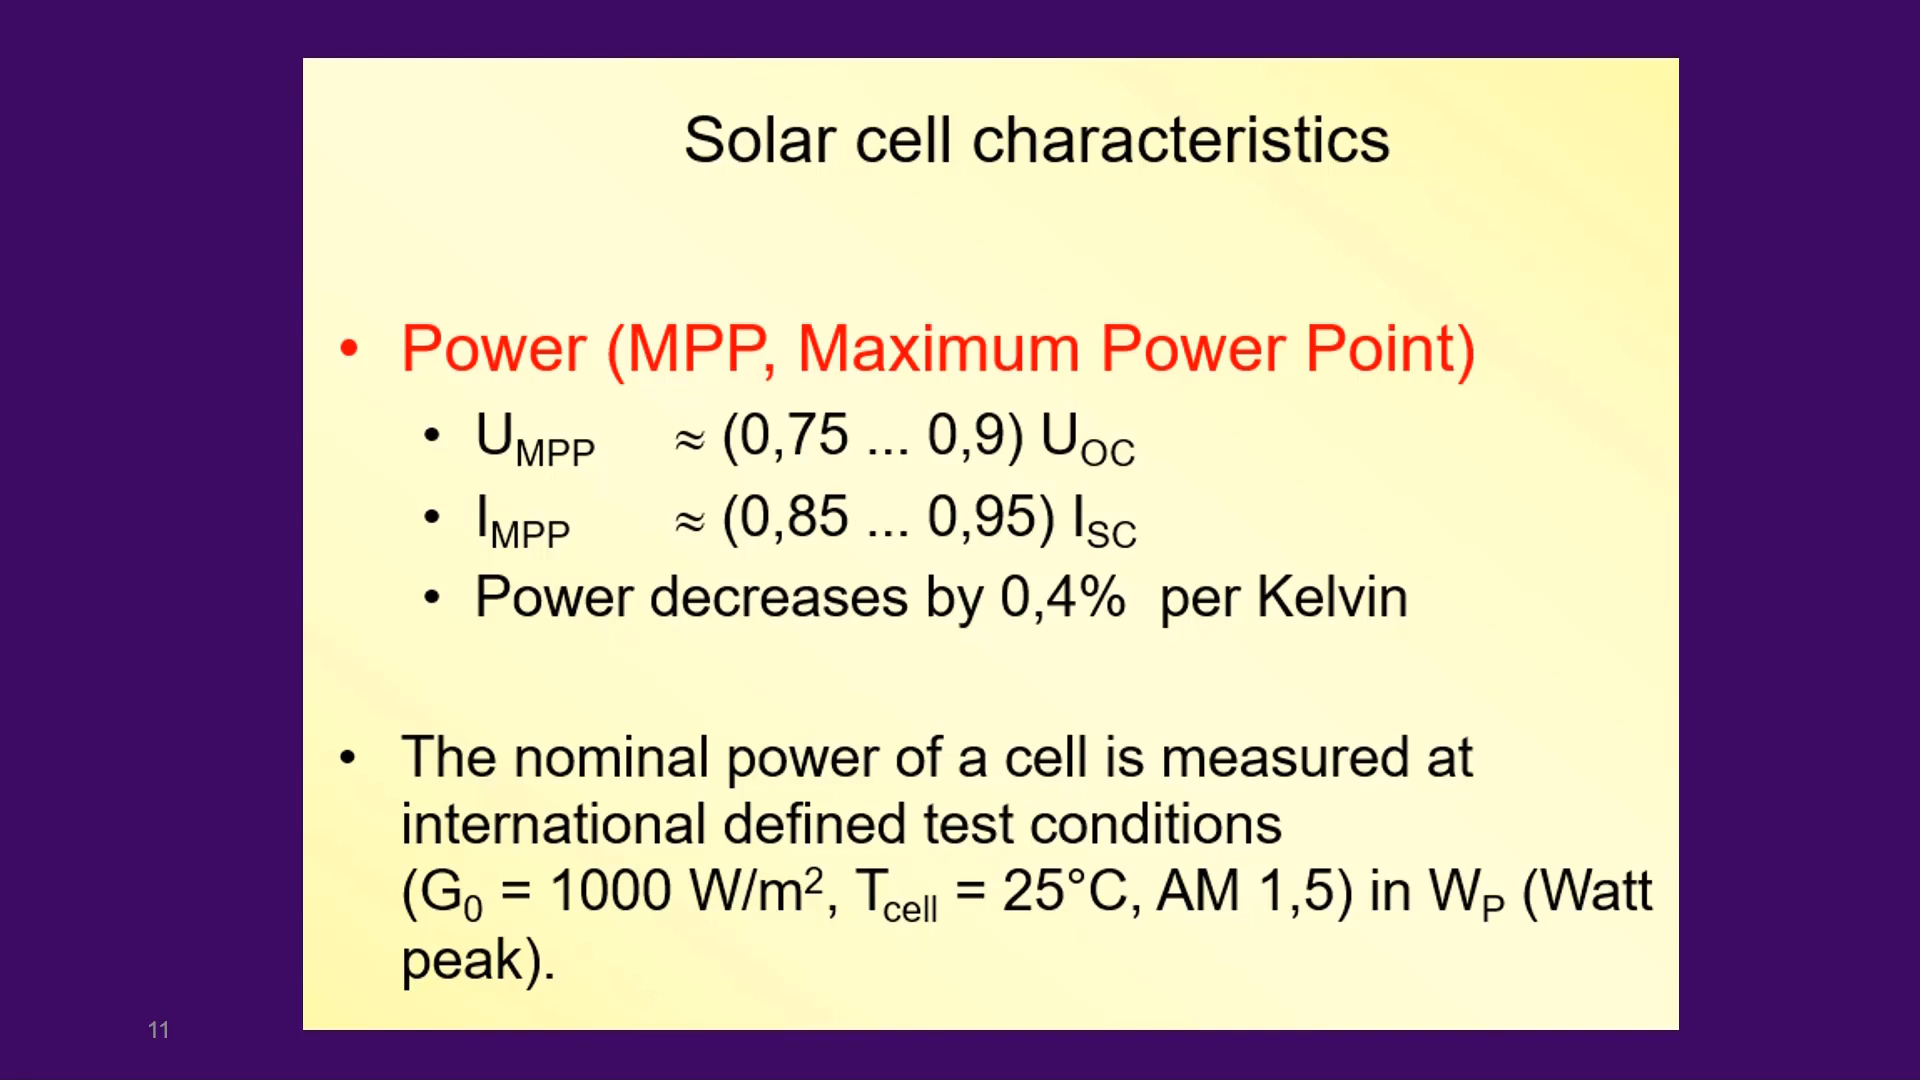 Solar cell characteristics
• Power (MPP, Maximum Power Point)
• U_MPP ≈ (0,75 ... 0,9) U_OC
• I_MPP ≈ (0,85 ... 0,95) I_SC
• Power decreases by 0,4% per Kelvin
• The nominal power of a cell is measured at
international defined test conditions
(G₀ = 1000 W/m², T_cell = 25°C, AM 1,5) in W_P (Watt
peak).
11